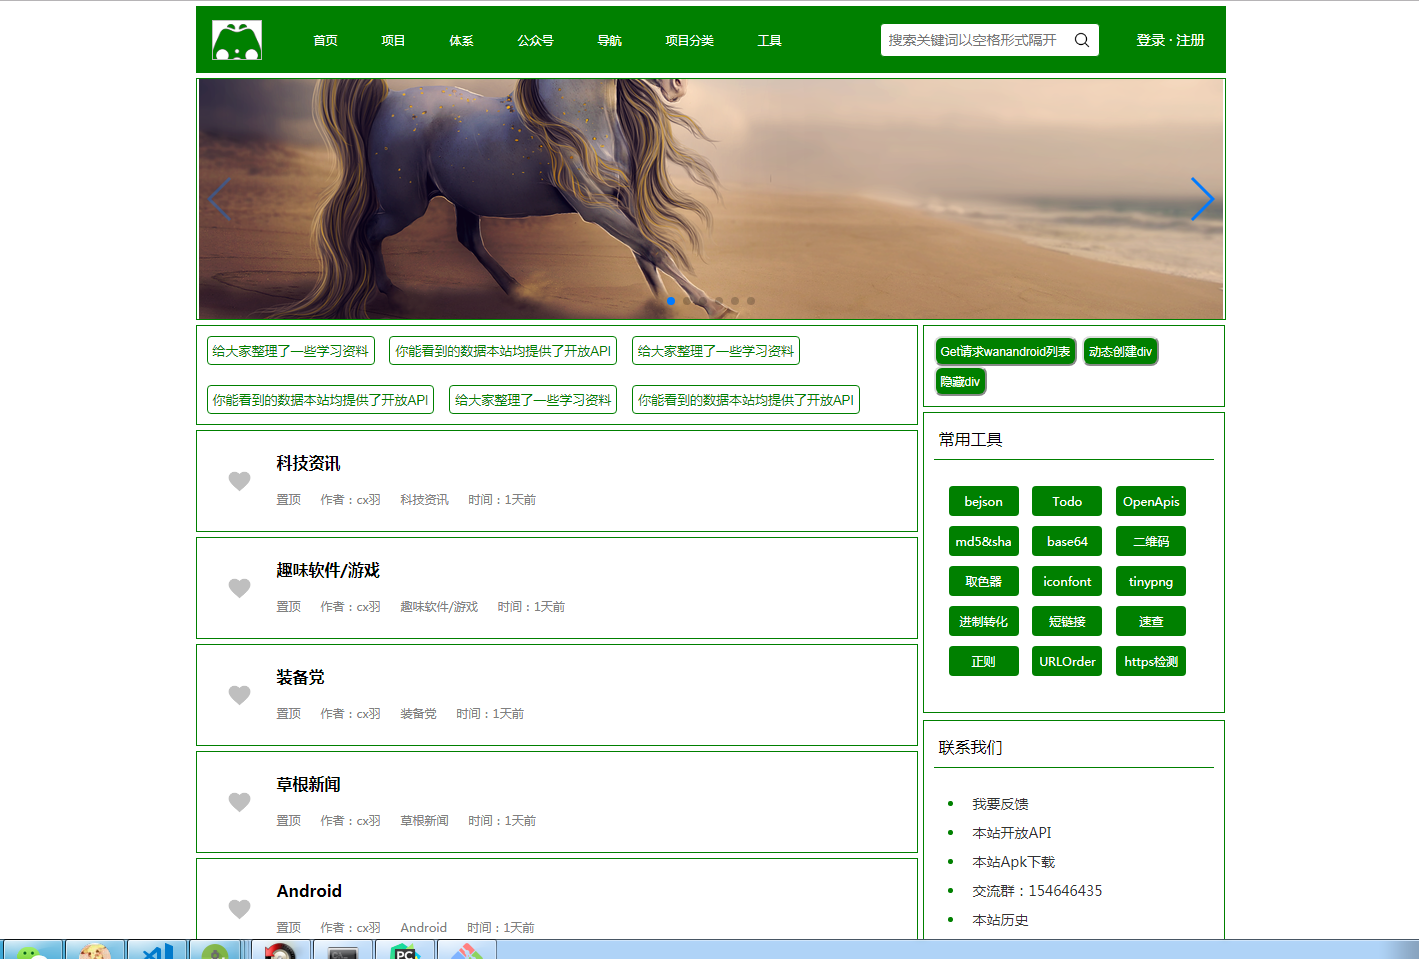 首页 项目 体系 公众号 导航 项目分类 工具 搜索关键词以空格形式隔开 登录 · 注册
给大家整理了一些学习资料 你能看到的数据本站均提供了开放API 给大家整理了一些学习资料
你能看到的数据本站均提供了开放API 给大家整理了一些学习资料 你能看到的数据本站均提供了开放API
科技资讯
置顶 作者：cx羽 科技资讯 时间：1天前
趣味软件/游戏
置顶 作者：cx羽 趣味软件/游戏 时间：1天前
装备党
置顶 作者：cx羽 装备党 时间：1天前
草根新闻
置顶 作者：cx羽 草根新闻 时间：1天前
Android
置顶 作者：cx羽 Android 时间：1天前
Get请求wanandroid列表 动态创建div
隐藏div
常用工具
bejson Todo OpenApis
md5&sha base64 二维码
取色器 iconfont tinypng
进制转化 短链接 速查
正则 URLOrder https检测
联系我们
我要反馈
本站开放API
本站Apk下载
交流群：154646435
本站历史
PC